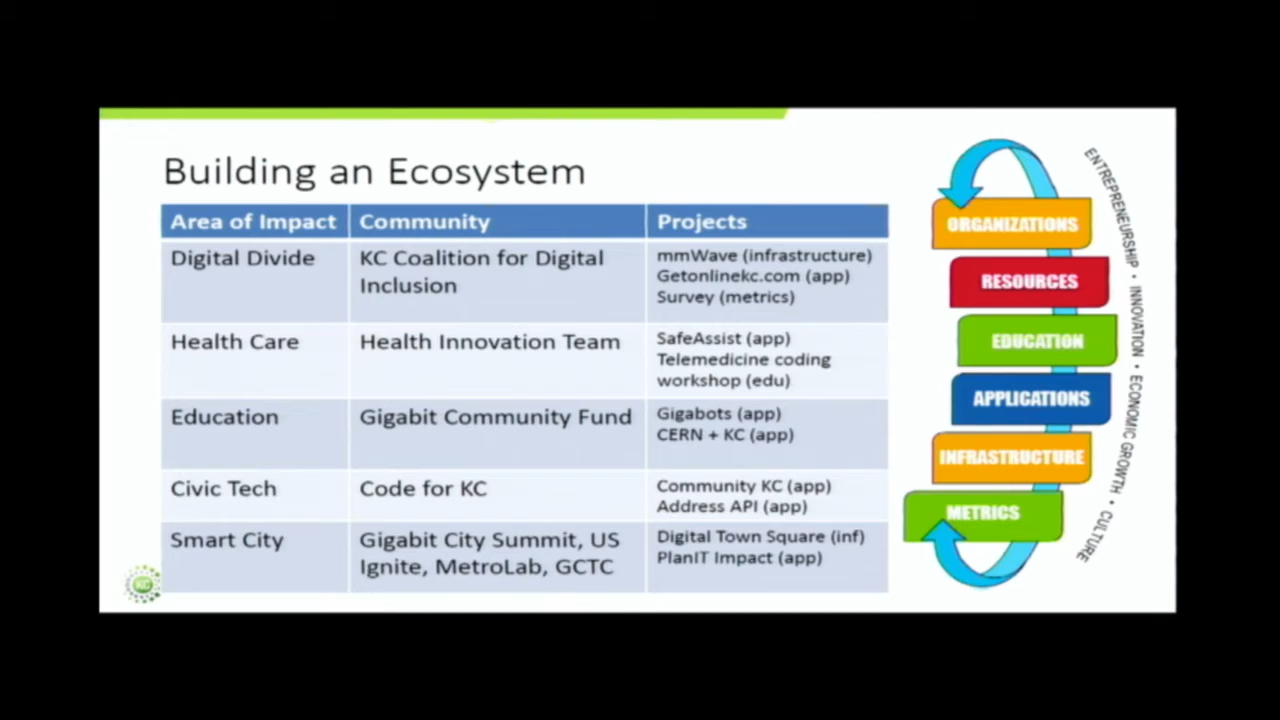 Building an Ecosystem
Area of Impact
Community
Projects
Digital Divide
KC Coalition for Digital
Inclusion
mmWave (infrastructure)
Getonlinekc.com (app)
Survey (metrics)
Health Care
Health Innovation Team
SafeAssist (app)
Telemedicine coding
workshop (edu)
Education
Gigabit Community Fund
Gigabots (app)
CERN + KC (app)
Civic Tech
Code for KC
Community KC (app)
Address API (app)
Smart City
Gigabit City Summit, US
Ignite, MetroLab, GCTC
Digital Town Square (inf)
PlanIT Impact (app)
ORGANIZATIONS
RESOURCES
EDUCATION
APPLICATIONS
INFRASTRUCTURE
METRICS
ENTREPRENEURSHIP • INNOVATION • ECONOMIC GROWTH • CULTURE
KC